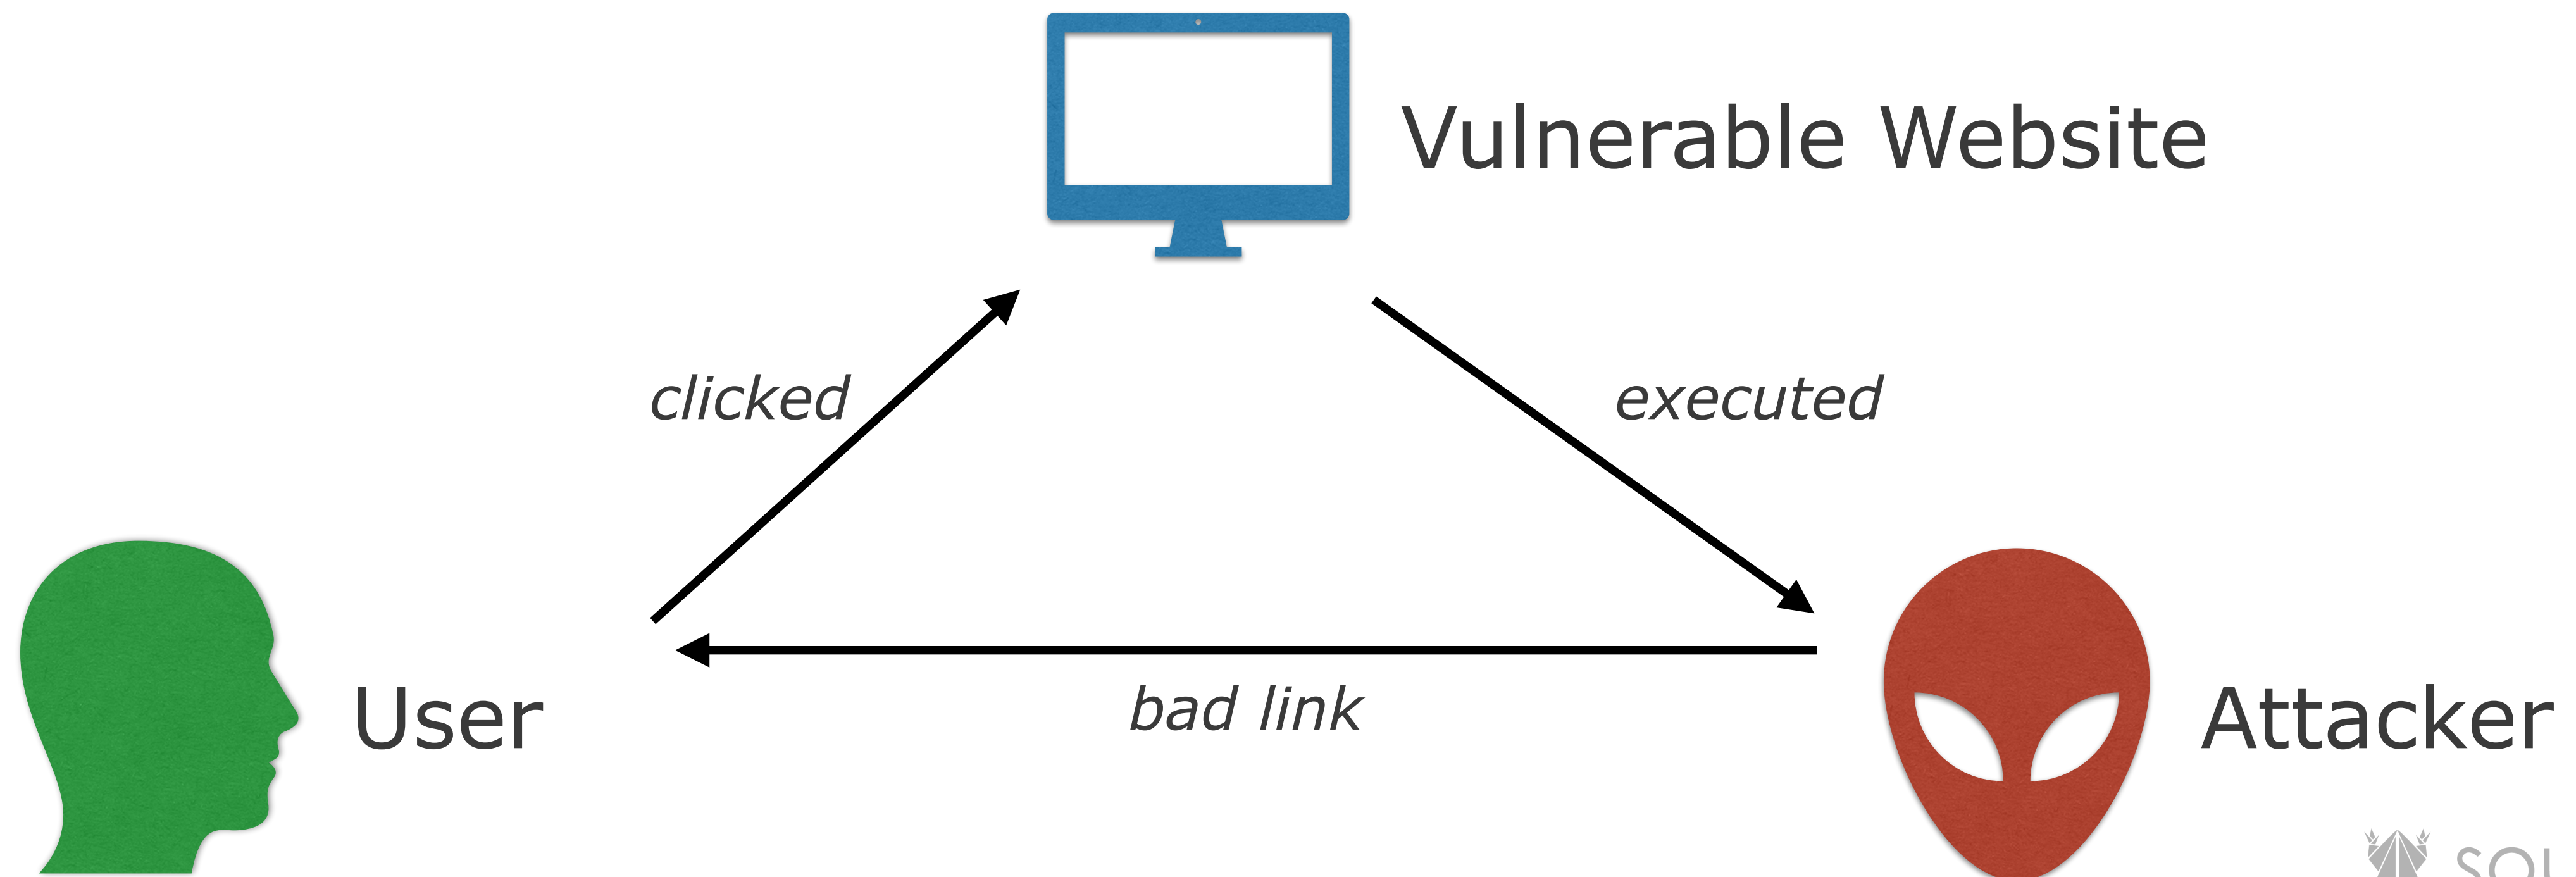 Vulnerable Website
clicked
executed
bad link
User
Attacker